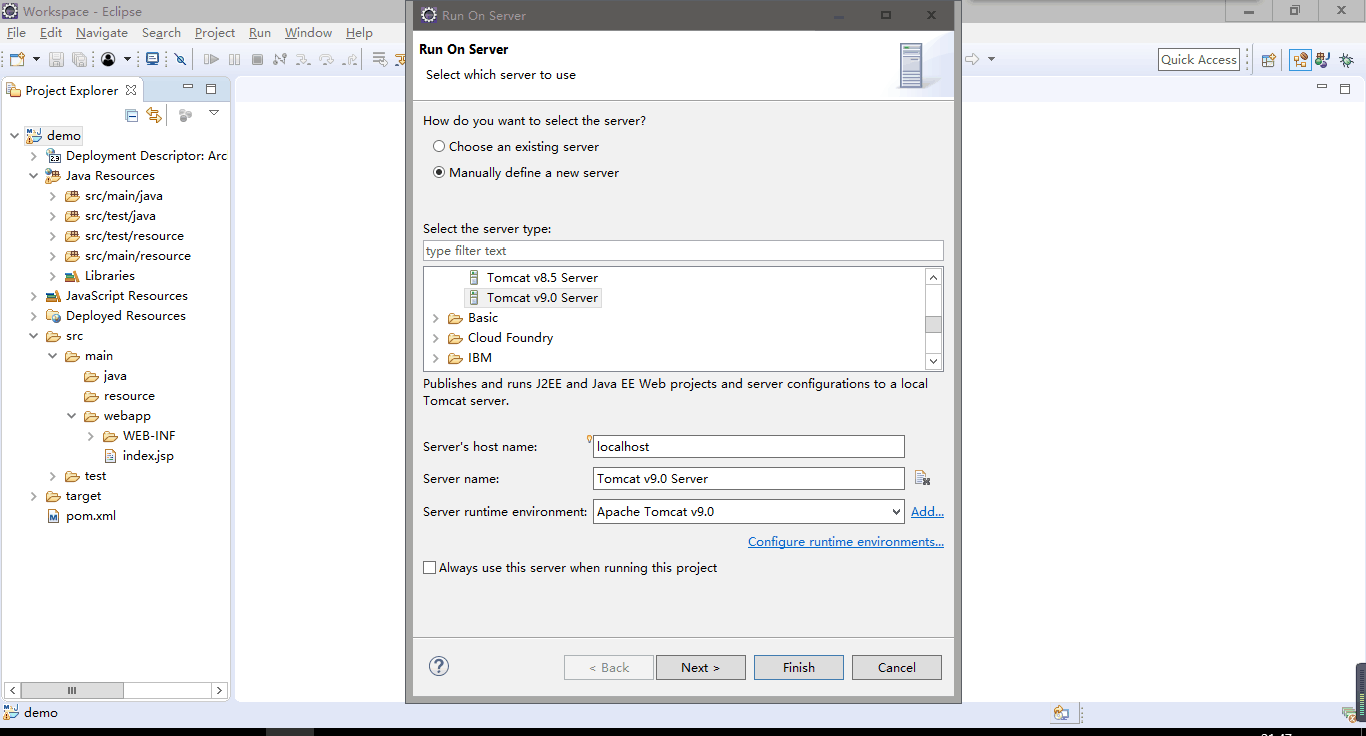 Workspace - Eclipse
File Edit Navigate Search Project Run Window Help
Quick Access
Project Explorer
demo
Deployment Descriptor: Arc
Java Resources
src/main/java
src/test/java
src/test/resource
src/main/resource
Libraries
JavaScript Resources
Deployed Resources
src
main
java
resource
webapp
WEB-INF
index.jsp
test
target
pom.xml
demo
Run On Server
Run On Server
Select which server to use
How do you want to select the server?
Choose an existing server
Manually define a new server
Select the server type:
type filter text
Tomcat v8.5 Server
Tomcat v9.0 Server
Basic
Cloud Foundry
IBM
Publishes and runs J2EE and Java EE Web projects and server configurations to a local
Tomcat server.
Server's host name: localhost
Server name: Tomcat v9.0 Server
Server runtime environment: Apache Tomcat v9.0 Add...
Configure runtime environments...
Always use this server when running this project
< Back Next > Finish Cancel